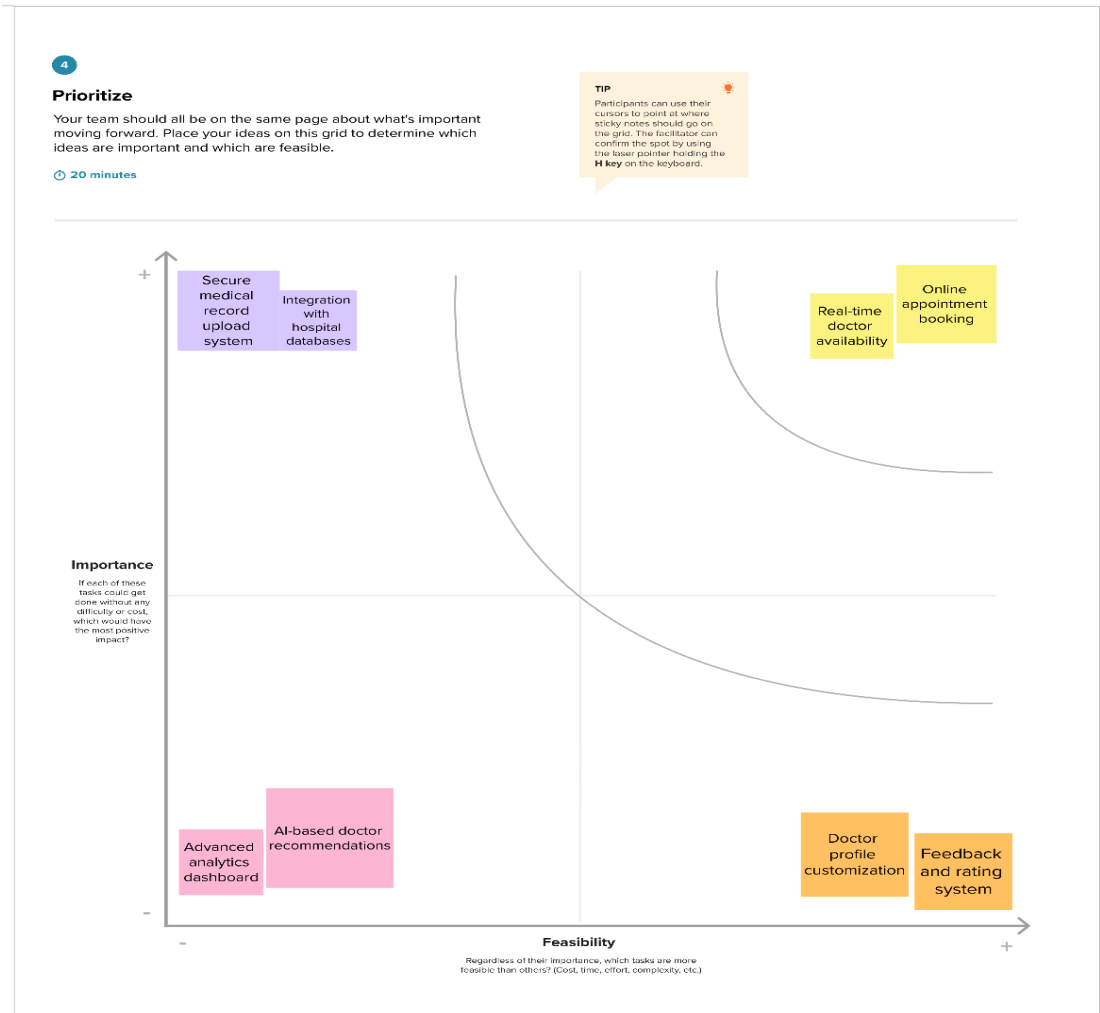 4
Prioritize
Your team should all be on the same page about what's important
moving forward. Place your ideas on this grid to determine which
ideas are important and which are feasible.
20 minutes
TIP
Participants can use their
cursors to point at where
sticky notes should go on
the grid. The facilitator can
confirm the spot by using
the laser pointer holding the
H key on the keyboard.
+
Secure
medical
record
upload
system
Integration
with
hospital
databases
Real-time
doctor
availability
Online
appointment
booking
Importance
If each of these
tasks could get
done without any
difficulty or cost,
which would have
the most positive
impact?
Advanced
analytics
dashboard
AI-based doctor
recommendations
Doctor
profile
customization
Feedback
and rating
system
-
-
Feasibility
+
Regardless of their importance, which tasks are more
feasible than others? (Cost, time, effort, complexity, etc.)